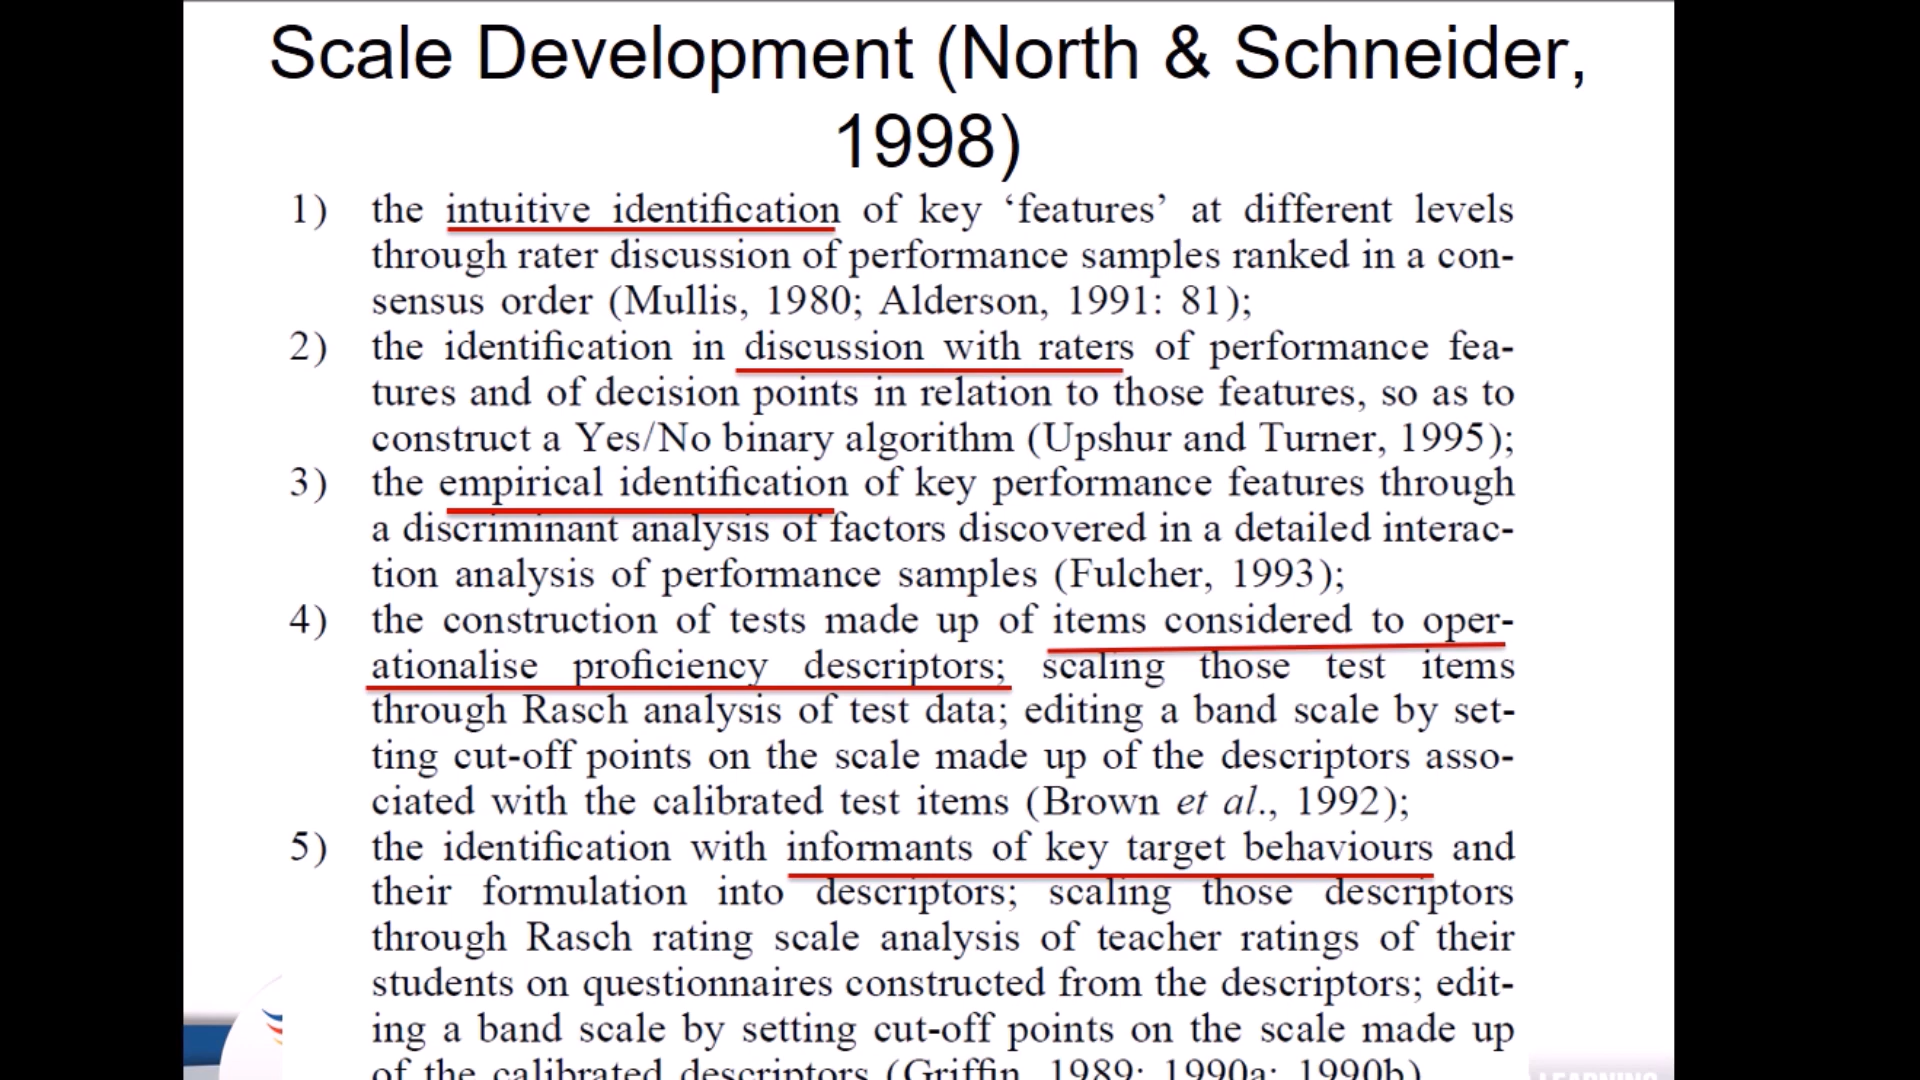 Scale Development (North & Schneider,
1998)
1) the intuitive identification of key ‘features’ at different levels
through rater discussion of performance samples ranked in a con-
sensus order (Mullis, 1980; Alderson, 1991: 81);
2) the identification in discussion with raters of performance fea-
tures and of decision points in relation to those features, so as to
construct a Yes/No binary algorithm (Upshur and Turner, 1995);
3) the empirical identification of key performance features through
a discriminant analysis of factors discovered in a detailed interac-
tion analysis of performance samples (Fulcher, 1993);
4) the construction of tests made up of items considered to oper-
ationalise proficiency descriptors; scaling those test items
through Rasch analysis of test data; editing a band scale by set-
ting cut-off points on the scale made up of the descriptors asso-
ciated with the calibrated test items (Brown et al., 1992);
5) the identification with informants of key target behaviours and
their formulation into descriptors; scaling those descriptors
through Rasch rating scale analysis of teacher ratings of their
students on questionnaires constructed from the descriptors; edit-
ing a band scale by setting cut-off points on the scale made up
of the calibrated descriptors (Griffin, 1989; 1990a; 1990b)
LEARNING